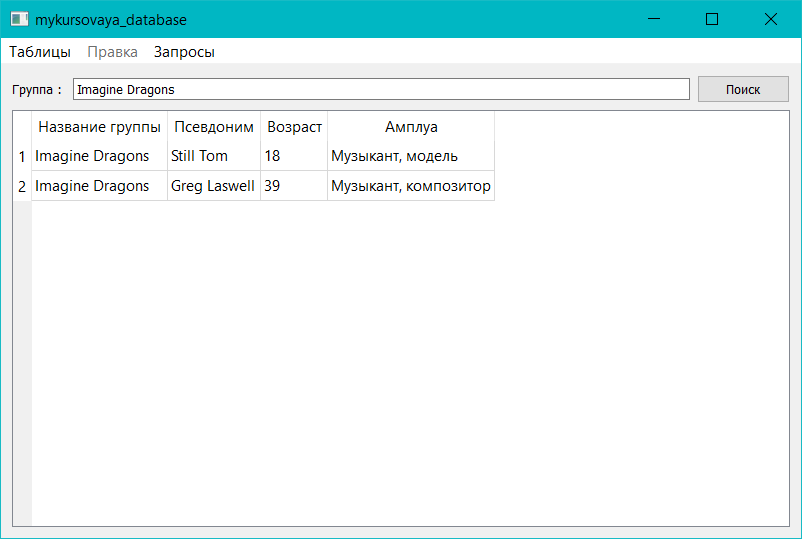 mykursovaya_database
Таблицы Правка Запросы
Группа : Imagine Dragons Поиск
Название группы Псевдоним Возраст Амплуа
1 Imagine Dragons Still Tom 18 Музыкант, модель
2 Imagine Dragons Greg Laswell 39 Музыкант, композитор